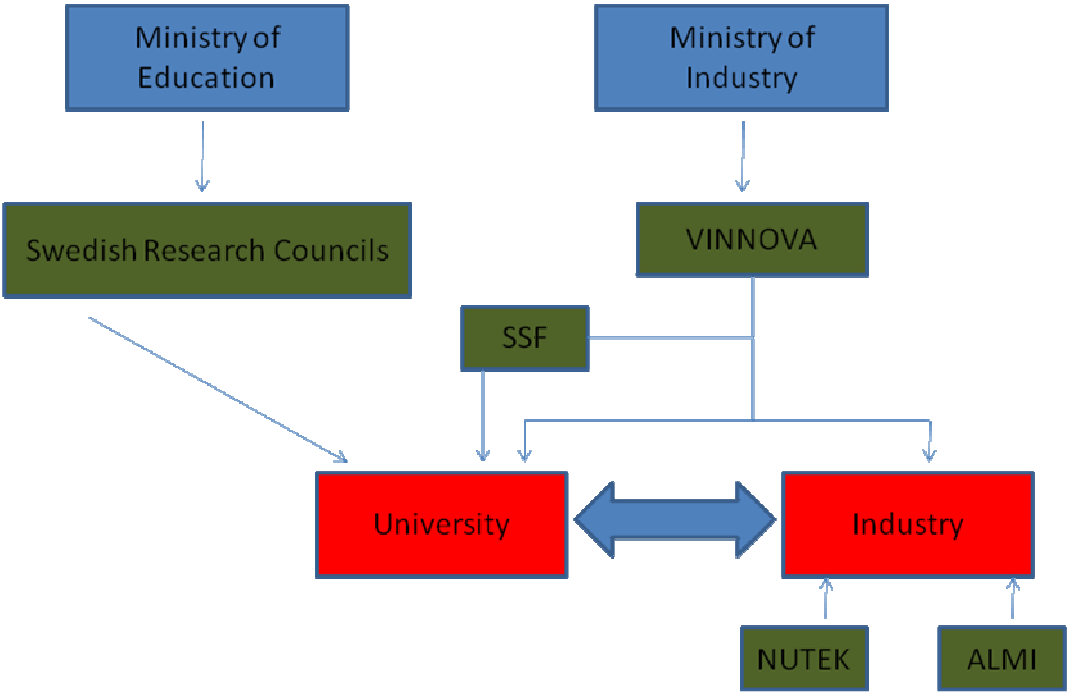 Ministry of
Education
Ministry of
Industry
Swedish Research Councils
VINNOVA
SSF
University
Industry
NUTEK
ALMI